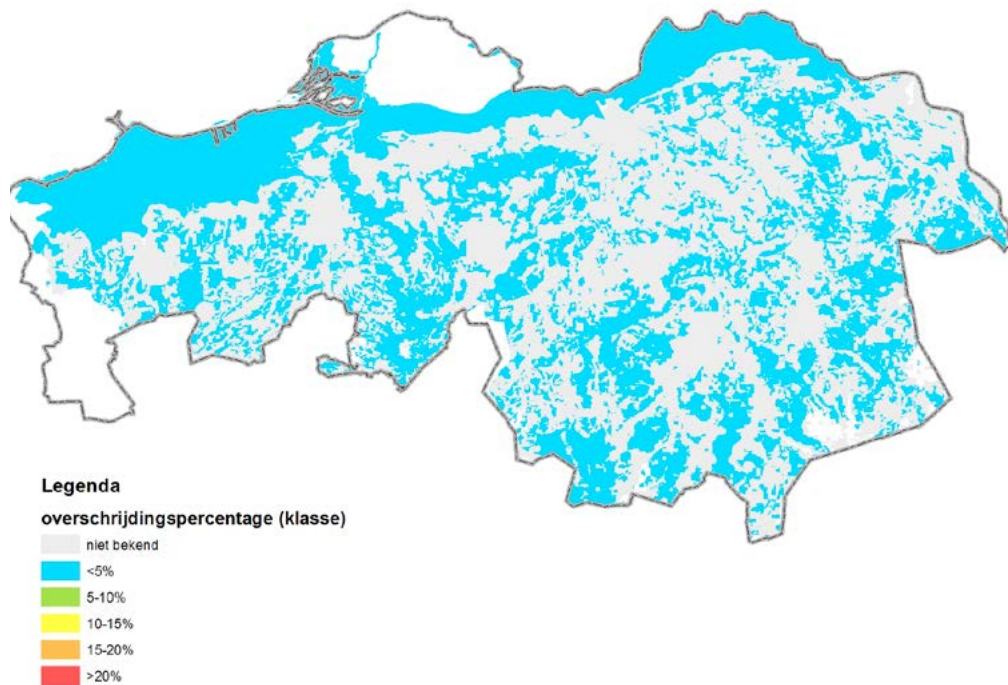 Legenda
overschrijdingspercentage (klasse)
niet bekend
<5%
5-10%
10-15%
15-20%
>20%